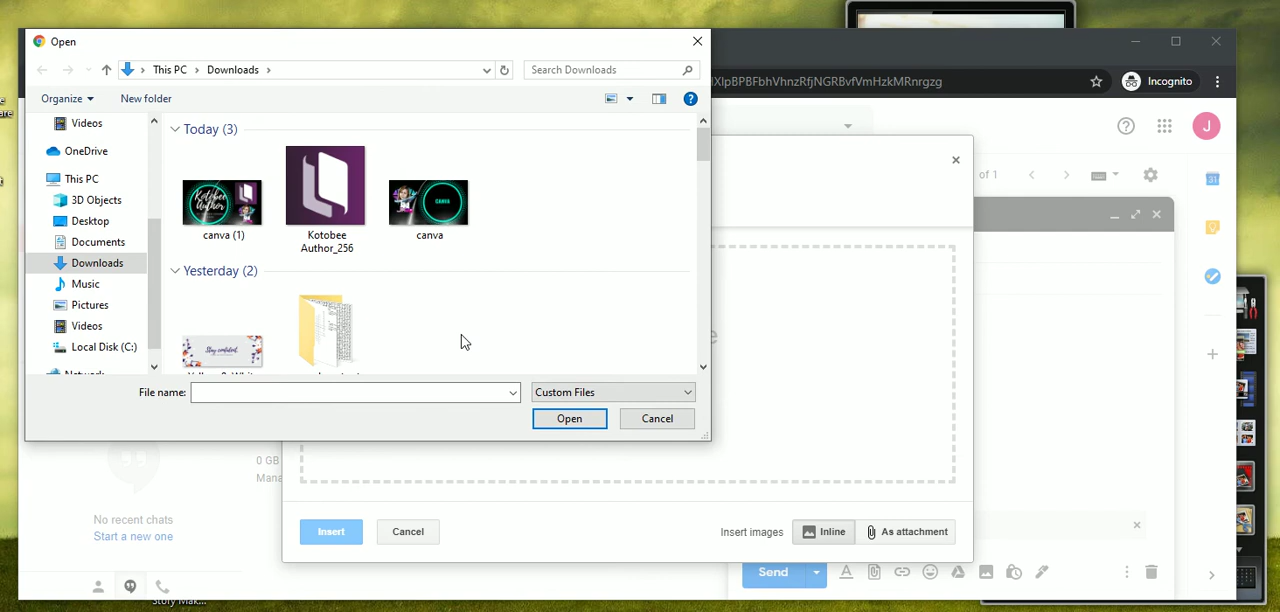 Open
This PC > Downloads >
Search Downloads
Organize
New folder
Videos
OneDrive
This PC
3D Objects
Desktop
Documents
Downloads
Music
Pictures
Videos
Local Disk (C:)
Today (3)
canva (1)
Kotobee
Author_256
canva
Yesterday (2)
Stay confident.
File name:
Custom Files
Open
Cancel
Incognito
J
of 1
31
0 GB
No recent chats
Start a new one
Insert
Cancel
Insert images
Inline
As attachment
Send